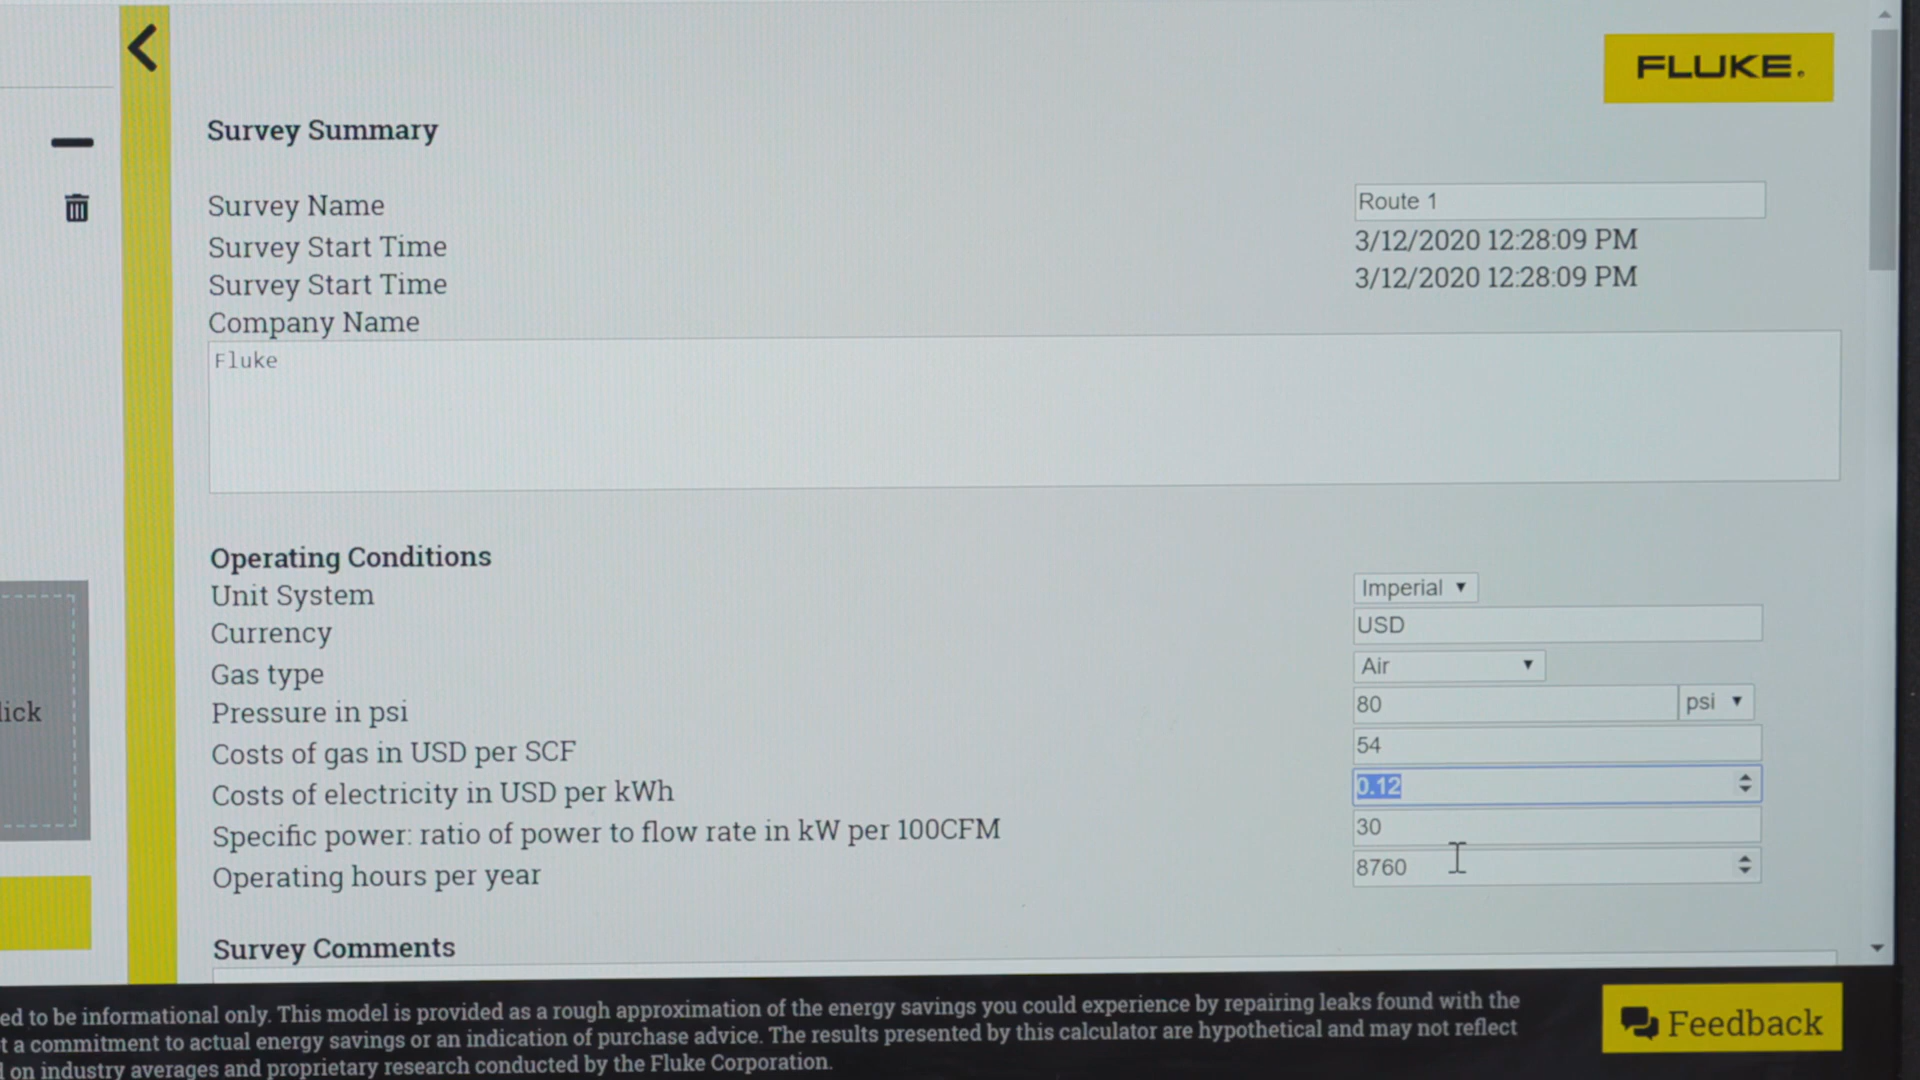 FLUKE®
Survey Summary
Survey Name Route 1
Survey Start Time 3/12/2020 12:28:09 PM
Survey Start Time 3/12/2020 12:28:09 PM
Company Name
Fluke
Operating Conditions
Unit System Imperial
Currency USD
Gas type Air
Pressure in psi 80 psi
Costs of gas in USD per SCF 54
Costs of electricity in USD per kWh 0.12
Specific power: ratio of power to flow rate in kW per 100CFM 30
Operating hours per year 8760
lick
Survey Comments
ed to be informational only. This model is provided as a rough approximation of the energy savings you could experience by repairing leaks found with the
t a commitment to actual energy savings or an indication of purchase advice. The results presented by this calculator are hypothetical and may not reflect
on industry averages and proprietary research conducted by the Fluke Corporation.
Feedback